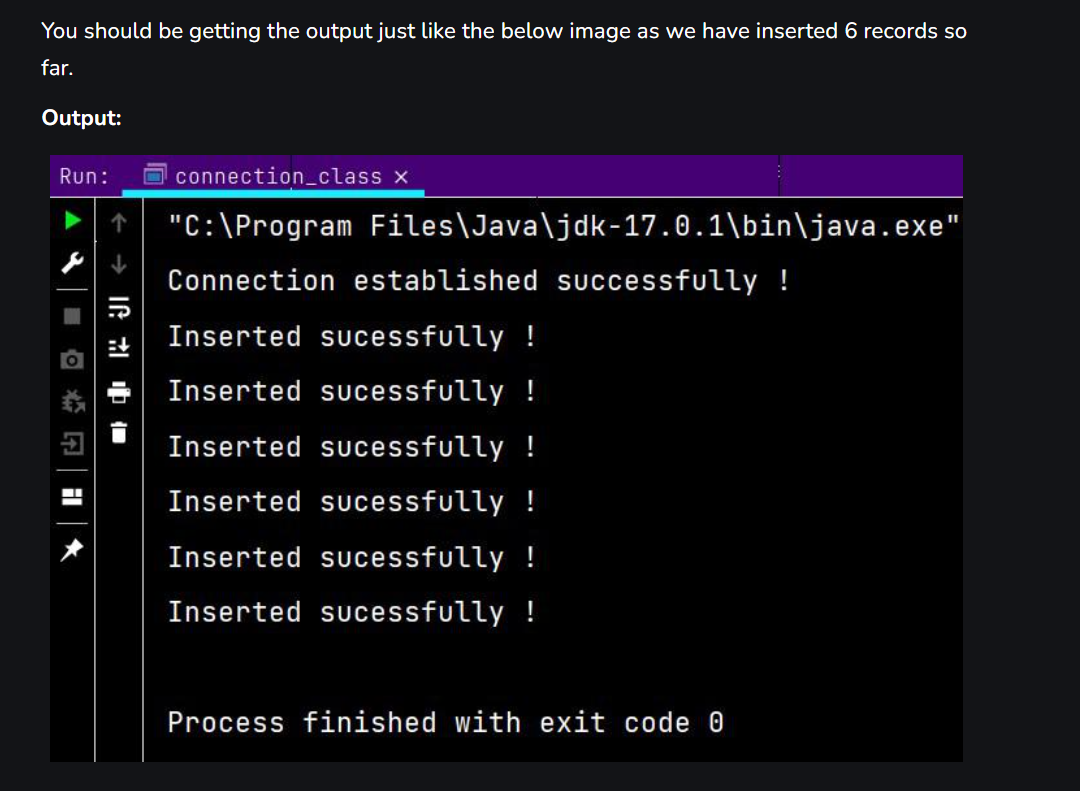 You should be getting the output just like the below image as we have inserted 6 records so
far.
Output:
Run: connection_class ×
"C:\Program Files\Java\jdk-17.0.1\bin\java.exe"
Connection established successfully !
Inserted sucessfully !
Inserted sucessfully !
Inserted sucessfully !
Inserted sucessfully !
Inserted sucessfully !
Inserted sucessfully !
Process finished with exit code 0